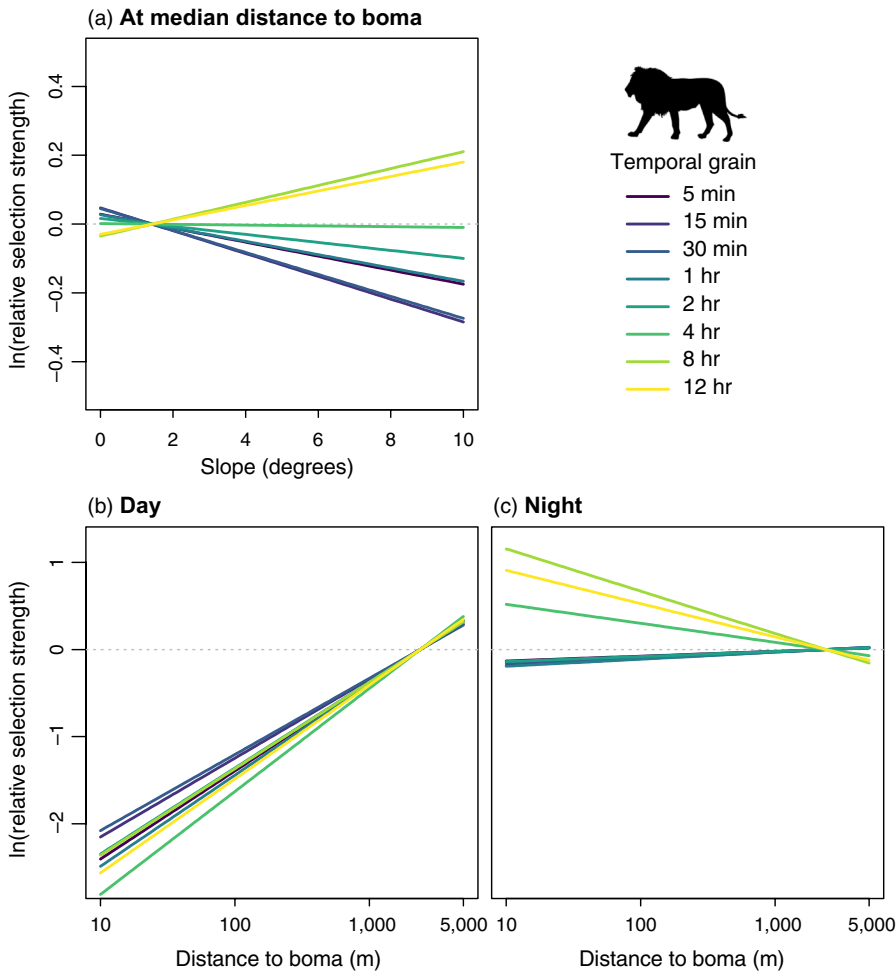 (a) At median distance to boma
ln(relative selection strength)
0.4
0.2
0.0
−0.2
−0.4
0 2 4 6 8 10
Slope (degrees)
Temporal grain
5 min
15 min
30 min
1 hr
2 hr
4 hr
8 hr
12 hr
(b) Day
ln(relative selection strength)
1
0
−1
−2
10 100 1,000 5,000
Distance to boma (m)
(c) Night
10 100 1,000 5,000
Distance to boma (m)